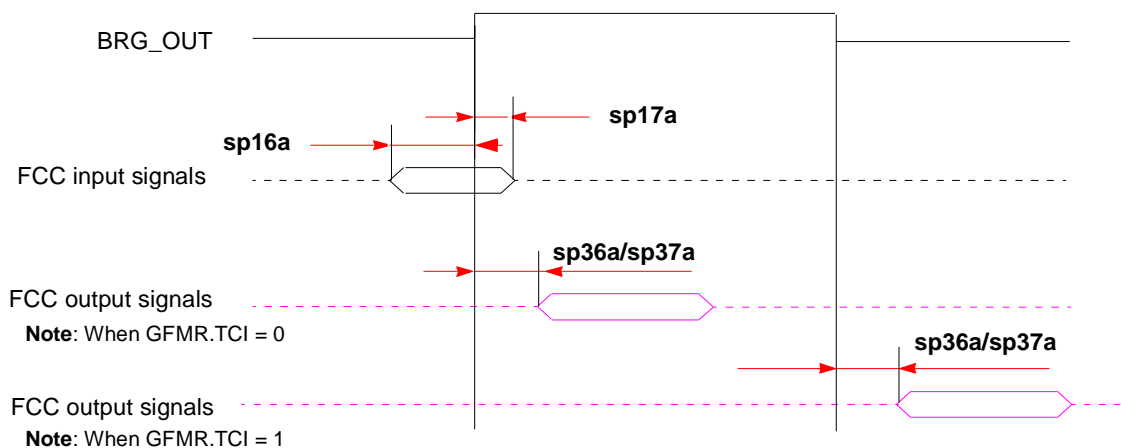 BRG_OUT
sp17a
sp16a
FCC input signals
sp36a/sp37a
FCC output signals
Note: When GFMR.TCI = 0
sp36a/sp37a
FCC output signals
Note: When GFMR.TCI = 1